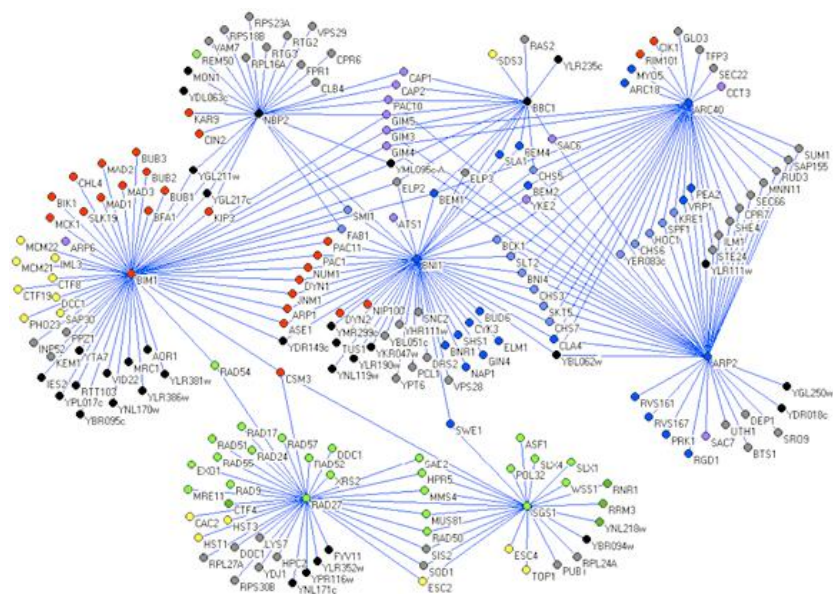 RPS23A
RPS18B
VPS29
VAM7
RTG2
REM50
RTG3
CPR6
RPL16A
MON1
FPR1
YDL063c
CLB4
NBP2
KAR9
CIN2
RAS2
SDS3
YLR235c
CAP1
CAP2
BBC1
PAC10
GIM5
GIM3
GIM4
YML095c-A
ELP2
GLO3
CIK1
TFP3
RIM101
MYO5
SEC22
ARC18
CCT3
ARC40
SAC6
REM4
SLA1
ELP3
CHS5
BEM2
BEM1
YKE2
SUM1
SAP155
RUD3
MNN11
SEC66
CPR7
SHE4
ILM1
STE24
YLR111w
PEA2
VRP1
KRE1
SPF1
HOC1
CHS6
YER083c
YGL211w
YGL217c
KIP3
BUB3
MAD2
BUB2
CHL4
MAD3
BUB1
BIK1
MAD1
SLK19
BFA1
MCK1
ARP6
MCM22
IML3
MCM21
CTF8
BIM1
CTF19
DCC1
SAP30
PHO23
PPZ1
INP52
YTA7
AOR1
KEM1
MRC1
VID22
YLR381w
IES2
RTT103
YLR386w
YPL017c
YNL170w
YBR095c
SMI1
FAB1
ATS1
PAC11
PAC1
NUM1
DYN1
JNM1
ARP1
ASE1
YDR149c
BNI1
BCK1
SLT2
BNI4
CHS3
SK15
CHS7
CLA4
YBL062w
DYN2
NIP100
YMR299c
TUS1
YLR190w
YNL119w
ISNC2
YHR111w
YBL051c
YKR047w
DRS2
PCL1
YPT6
VPS28
BUD6
CYK3
SHS1
ELM1
BNR1
GIN4
NAP1
ARP2
RVS161
RVS167
PRK1
RGD1
SAC7
UTH1
DEP1
BTS1
SRO9
YGL250w
YDR018c
RAD54
CSM3
SWE1
RAD17
RAD51
RAD57
RAD24
DDC1
RAD55
RAD52
EXO1
XRS2
RAD9
MRE11
CTF4
RAD27
CAC2
HST3
HST1
LYS7
DOC1
HPC2
FYV11
RPL27A
YDJ1
YLR352w
YPR116w
RPS30B
YNL171c
SAE2
HPR5
MMS4
MUS81
RAD50
SIS2
SOD1
ESC2
ASF1
SLX4
SLX1
POL32
WSS1
RNR1
RRM3
SGS1
YNL218w
YBR094w
ESC4
RPL24A
PUB1
TOP1